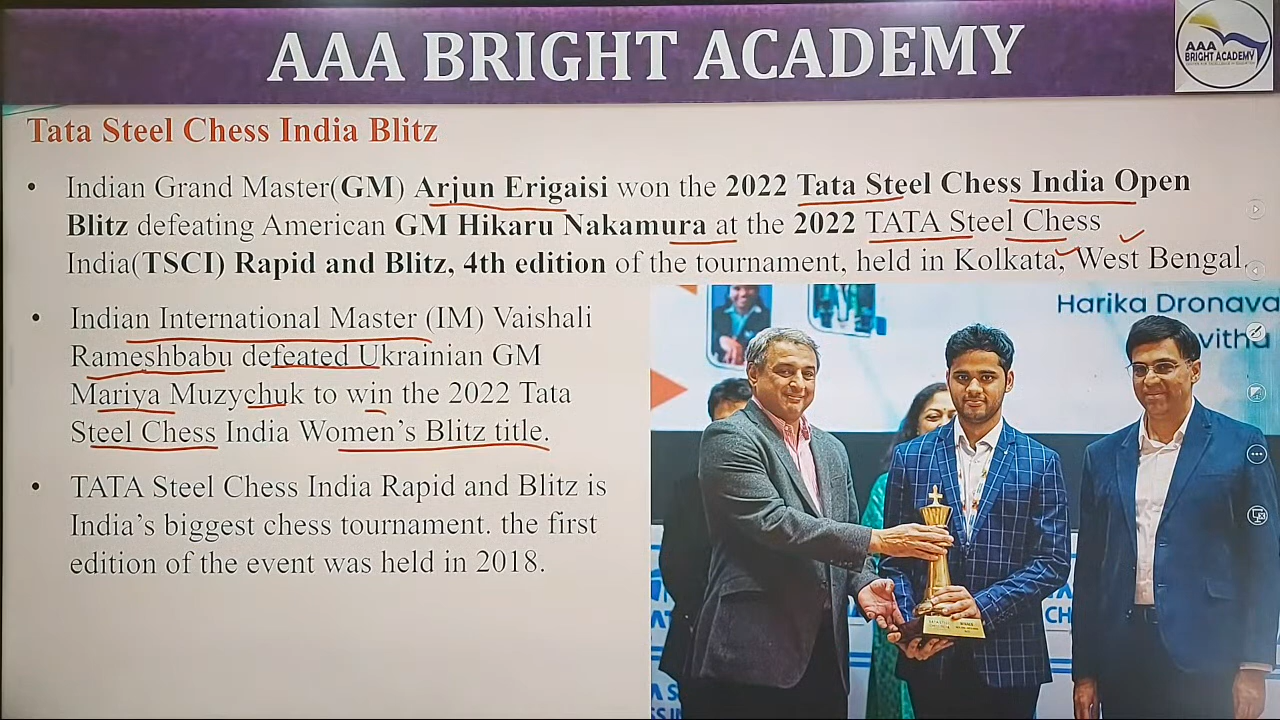 AAA BRIGHT ACADEMY
AAA
BRIGHT ACADEMY
Tata Steel Chess India Blitz
• Indian Grand Master(GM) Arjun Erigaisi won the 2022 Tata Steel Chess India Open
Blitz defeating American GM Hikaru Nakamura at the 2022 TATA Steel Chess
India(TSCI) Rapid and Blitz, 4th edition of the tournament, held in Kolkata, West Bengal.
• Indian International Master (IM) Vaishali
Rameshbabu defeated Ukrainian GM
Mariya Muzychuk to win the 2022 Tata
Steel Chess India Women's Blitz title.
• TATA Steel Chess India Rapid and Blitz is
India's biggest chess tournament. the first
edition of the event was held in 2018.
Harika Dronava
vitha
CH